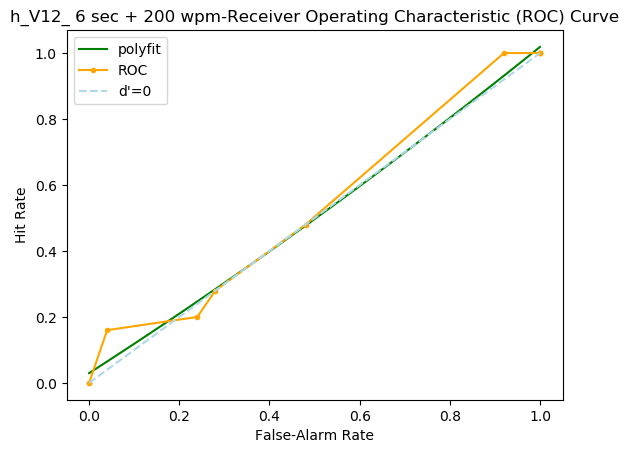 h_V12_ 6 sec + 200 wpm-Receiver Operating Characteristic (ROC) Curve
polyfit
ROC
d'=0
1.0
0.8
0.6
0.4
0.2
0.0
Hit Rate
0.0 0.2 0.4 0.6 0.8 1.0
False-Alarm Rate